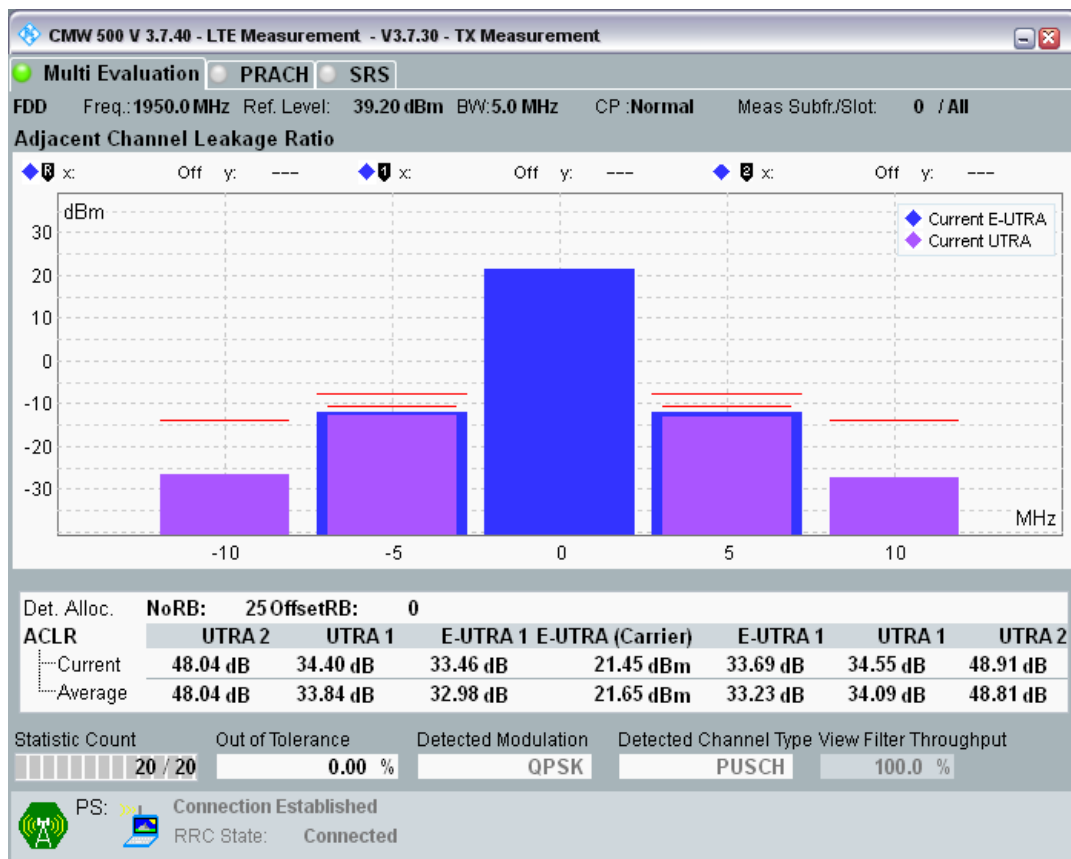 CMW 500 V 3.7.40 - LTE Measurement - V3.7.30 - TX Measurement
Multi Evaluation PRACH SRS
FDD Freq.: 1950.0 MHz Ref. Level: 39.20 dBm BW: 5.0 MHz CP : Normal Meas Subfr./Slot: 0 / All
Adjacent Channel Leakage Ratio
R x: Off y: --- 1 x: Off y: --- 2 x: Off y: ---
dBm
Current E-UTRA
Current UTRA
30
20
10
0
-10
-20
-30
MHz
-10 -5 0 5 10
Det. Alloc. NoRB: 25 OffsetRB: 0
ACLR UTRA 2 UTRA 1 E-UTRA 1 E-UTRA (Carrier) E-UTRA 1 UTRA 1 UTRA 2
Current 48.04 dB 34.40 dB 33.46 dB 21.45 dBm 33.69 dB 34.55 dB 48.91 dB
Average 48.04 dB 33.84 dB 32.98 dB 21.65 dBm 33.23 dB 34.09 dB 48.81 dB
Statistic Count Out of Tolerance Detected Modulation Detected Channel Type View Filter Throughput
20 / 20 0.00 % QPSK PUSCH 100.0 %
PS: Connection Established
RRC State: Connected